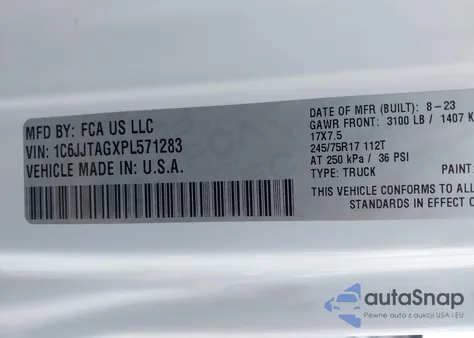 MFD BY: FCA US LLC
VIN: 1C6JJTAGXPL571283
VEHICLE MADE IN: U.S.A.
DATE OF MFR (BUILT): 8-23
GAWR FRONT: 3100 LB / 1407 K
17X7.5
245/75R17 112T
AT 250 kPa / 36 PSI
TYPE: TRUCK PAINT:
THIS VEHICLE CONFORMS TO ALL
STANDARDS IN EFFECT O
autoSnap
Pewne auto z aukcji USA i EU